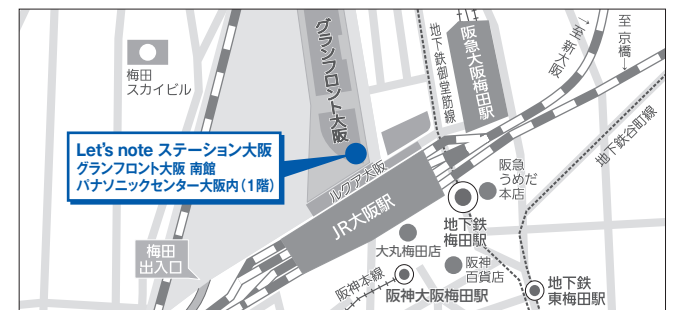 梅田
スカイビル
グランフロント大阪
地下鉄御堂筋線
阪急大阪梅田駅
→至新大阪
至京橋→
地下鉄谷町線
Let's note ステーション大阪
グランフロント大阪 南館
パナソニックセンター大阪内(1階)
ルクア大阪
JR大阪駅
阪急
うめだ
本店
地下鉄
梅田駅
梅田
出入口
大丸梅田店
阪神
百貨店
阪神本線
阪神大阪梅田駅
地下鉄
東梅田駅